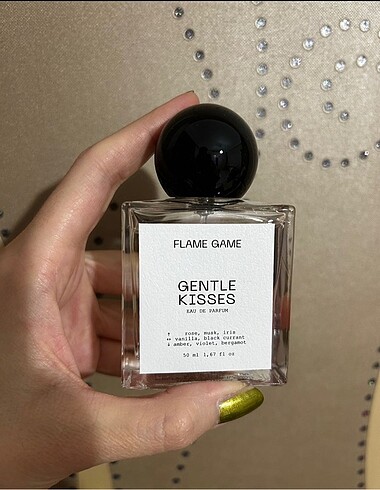 FLAME GAME
GENTLE
KISSES
EAU DE PARFUM
↑ rose, musk, iris
↔ vanilla, black currant
↓ amber, violet, bergamot
50 ml 1,67 fl oz